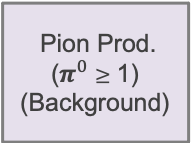 Pion Prod.
(π⁰ ≥ 1)
(Background)